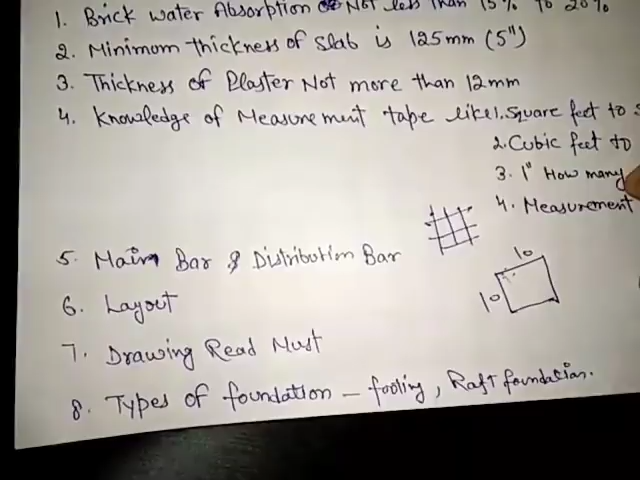 1. Brick water Absorption Not less than 15% to 20%
2. Minimum thickness of slab is 125mm (5")
3. Thickness of Plaster Not more than 12mm
4. Knowledge of Measurement tape like 1. Square feet to
2. Cubic feet to
3. 1" How many
4. Measurement
5. Main Bar & Distribution Bar
10
10
6. Layout
7. Drawing Read Must
8. Types of foundation - footing, Raft foundation.